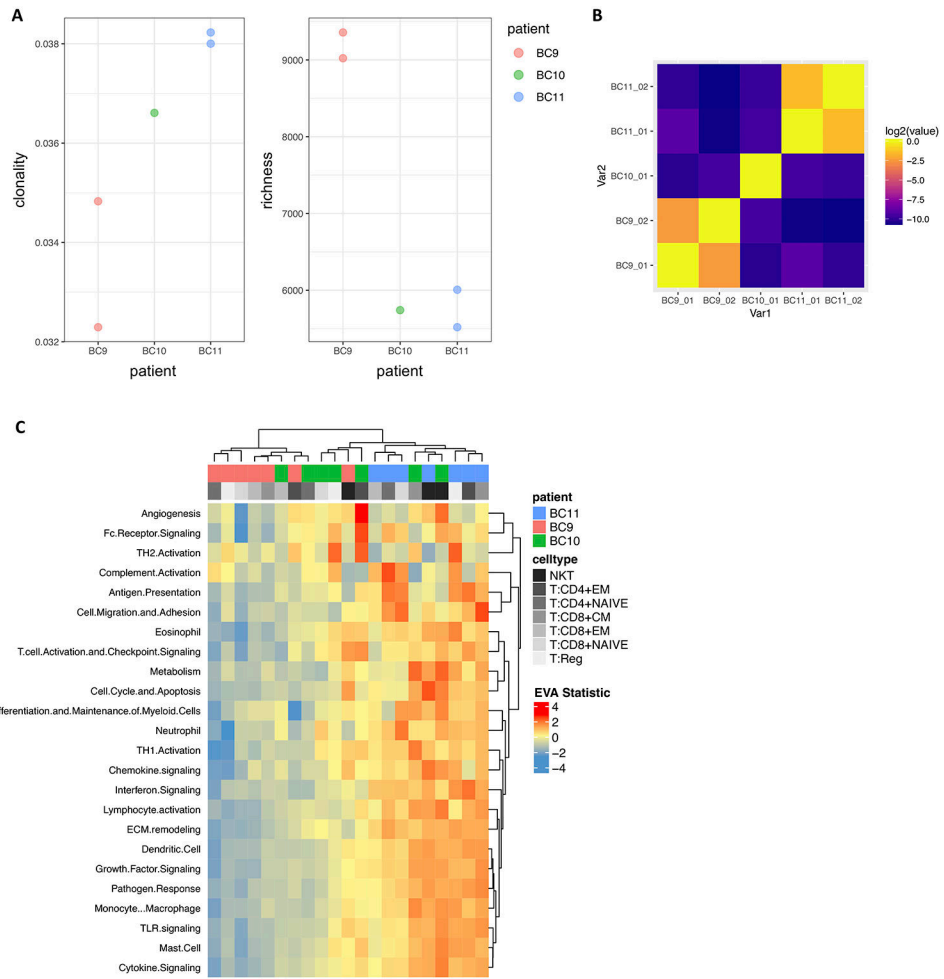 A
clonality
0.038
0.036
0.034
0.032
BC9
BC10
BC11
patient
richness
9000
8000
7000
6000
BC9
BC10
BC11
patient
patient
BC9
BC10
BC11
B
Var2
BC11_02
BC11_01
BC10_01
BC9_02
BC9_01
BC9_01
BC9_02
BC10_01
BC11_01
BC11_02
Var1
log2(value)
0.0
−2.5
−5.0
−7.5
−10.0
C
Angiogenesis
Fc.Receptor.Signaling
TH2.Activation
Complement.Activation
Antigen.Presentation
Cell.Migration.and.Adhesion
Eosinophil
T.cell.Activation.and.Checkpoint.Signaling
Metabolism
Cell.Cycle.and.Apoptosis
fferentiation.and.Maintenance.of.Myeloid.Cells
Neutrophil
TH1.Activation
Chemokine.signaling
Interferon.Signaling
Lymphocyte.activation
ECM.remodeling
Dendritic.Cell
Growth.Factor.Signaling
Pathogen.Response
Monocyte...Macrophage
TLR.signaling
Mast.Cell
Cytokine.Signaling
patient
BC11
BC9
BC10
celltype
NKT
T:CD4+EM
T:CD4+NAIVE
T:CD8+CM
T:CD8+EM
T:CD8+NAIVE
T:Reg
EVA Statistic
4
2
0
−2
−4